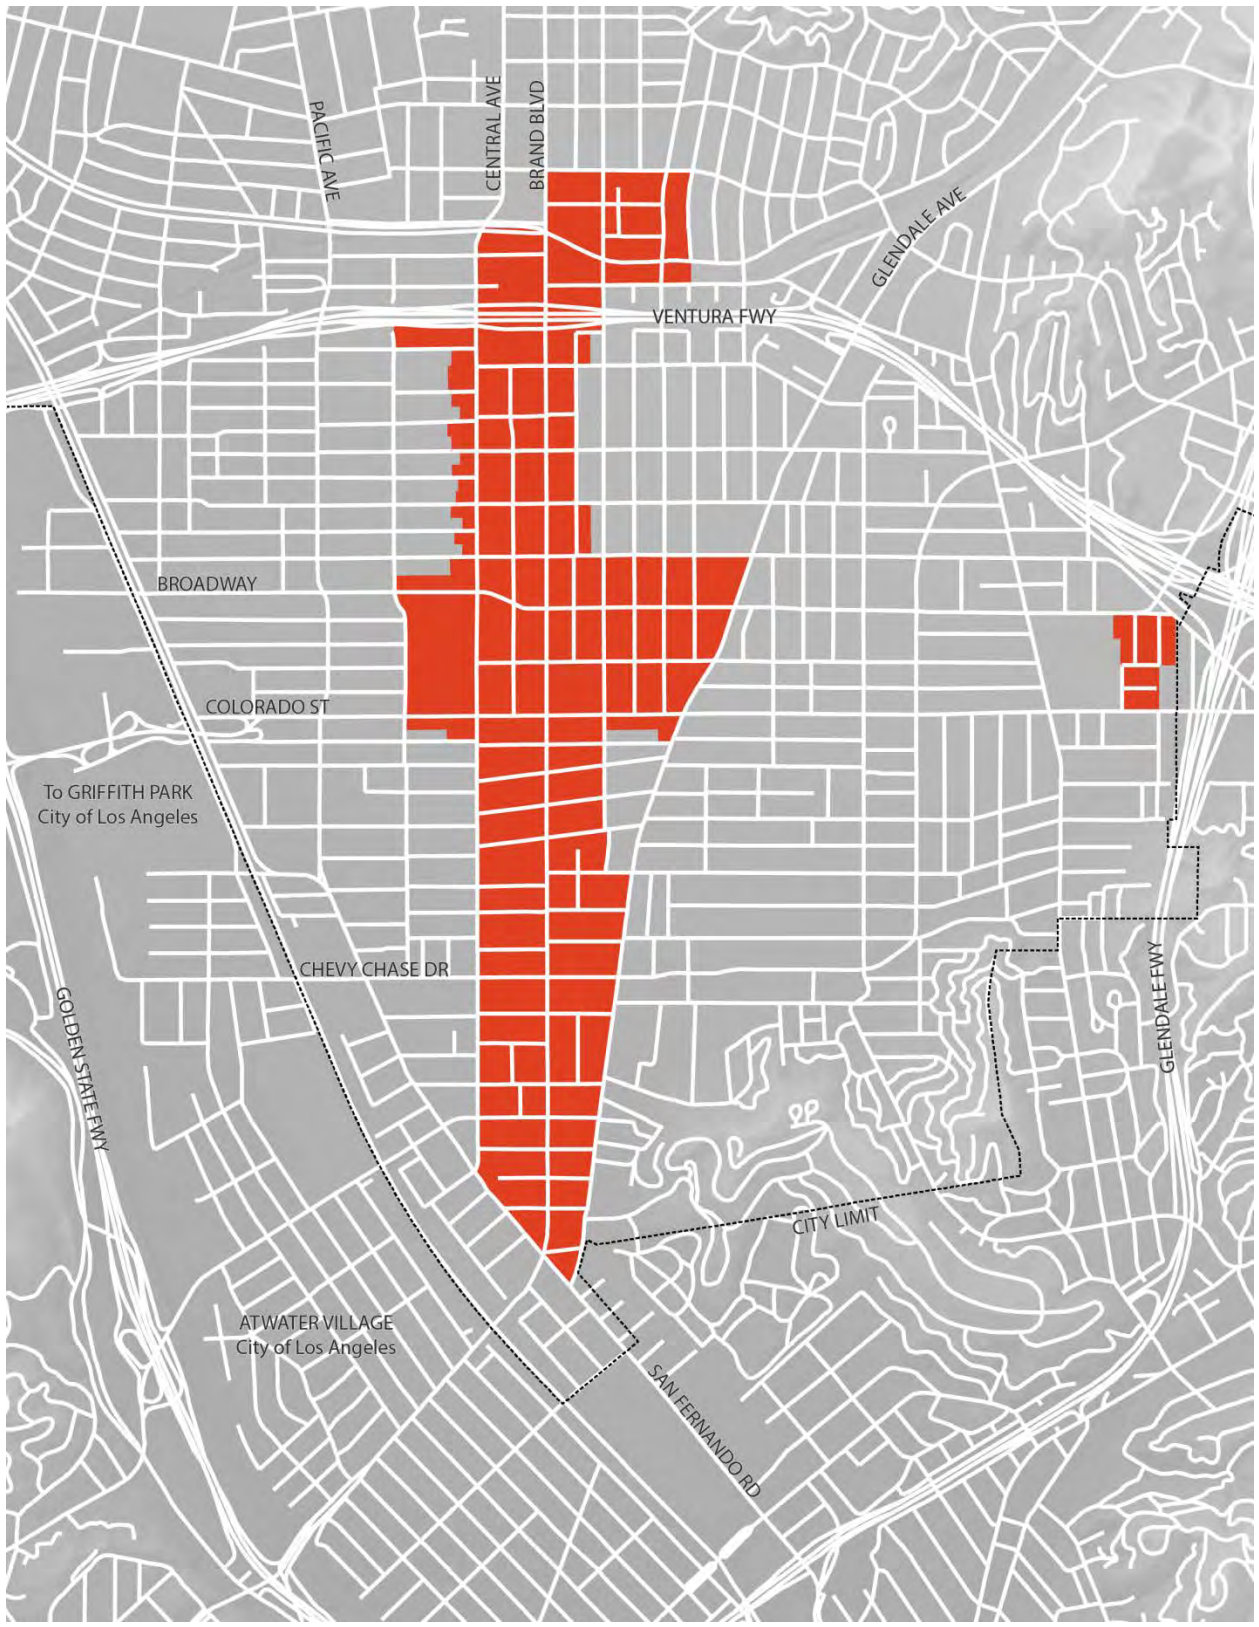 PACIFIC AVE
CENTRAL AVE
BRAND BLVD
GLENDALE AVE
VENTURA FWY
BROADWAY
COLORADO ST
To GRIFFITH PARK
City of Los Angeles
CHEVY CHASE DR
GOLDEN STATE FWY
GLENDALE FWY
CITY LIMIT
ATWATER VILLAGE
City of Los Angeles
SAN FERNANDO RD